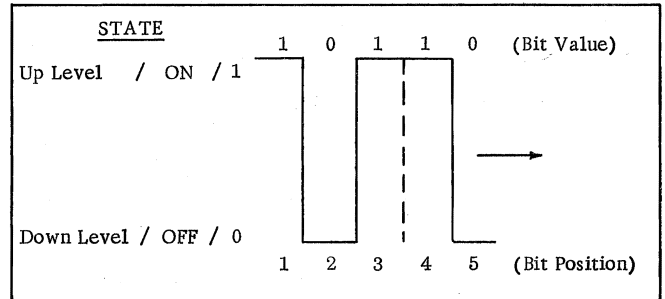 STATE
1 0 1 1 0 (Bit Value)
Up Level / ON / 1
Down Level / OFF / 0
1 2 3 4 5 (Bit Position)